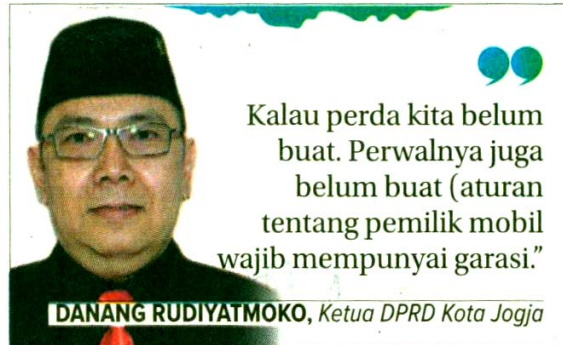 ”
Kalau perda kita belum
buat. Perwalnya juga
belum buat (aturan
tentang pemilik mobil
wajib mempunyai garasi.”
DANANG RUDIYATMOKO, Ketua DPRD Kota Jogja